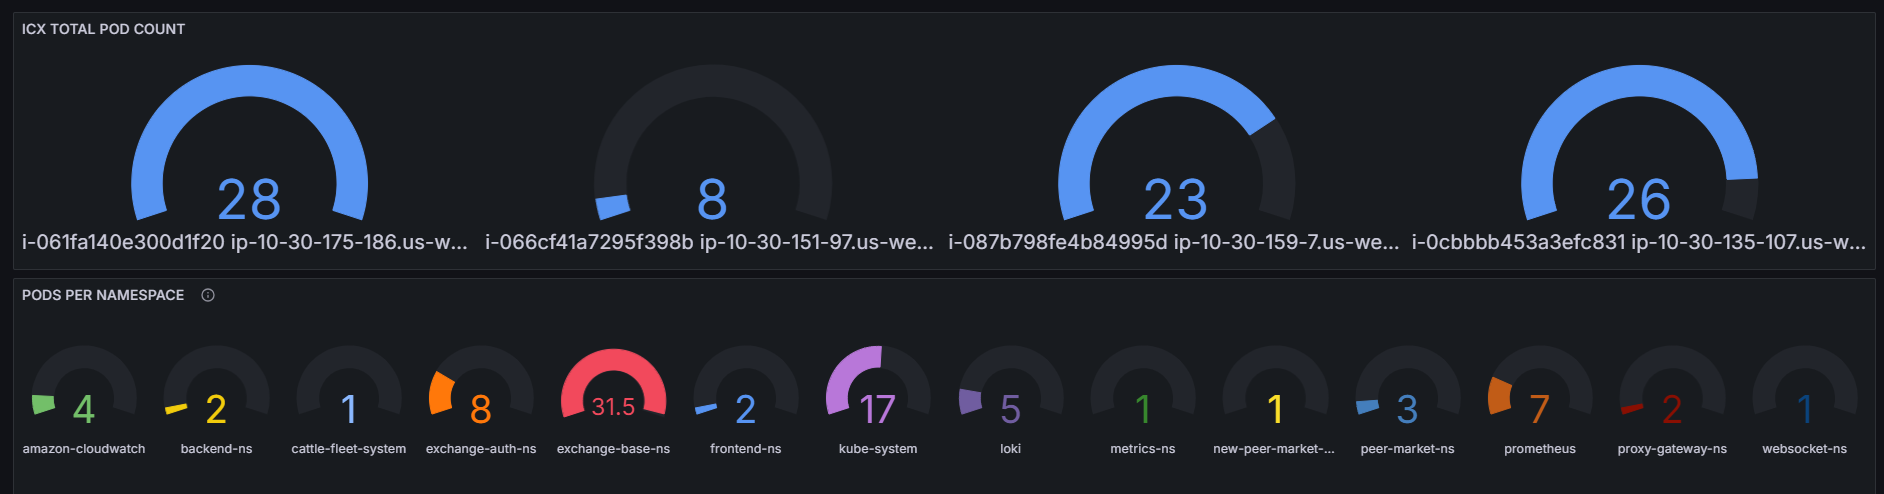 ICX TOTAL POD COUNT
28
8
23
26
i-061fa140e300d1f20 ip-10-30-175-186.us-w...
i-066cf41a7295f398b ip-10-30-151-97.us-we...
i-087b798fe4b84995d ip-10-30-159-7.us-we...
i-0cbbbb453a3efc831 ip-10-30-135-107.us-w...
PODS PER NAMESPACE
4
2
1
8
31.5
2
17
5
1
1
3
7
2
1
amazon-cloudwatch
backend-ns
cattle-fleet-system
exchange-auth-ns
exchange-base-ns
frontend-ns
kube-system
loki
metrics-ns
new-peer-market-...
peer-market-ns
prometheus
proxy-gateway-ns
websocket-ns